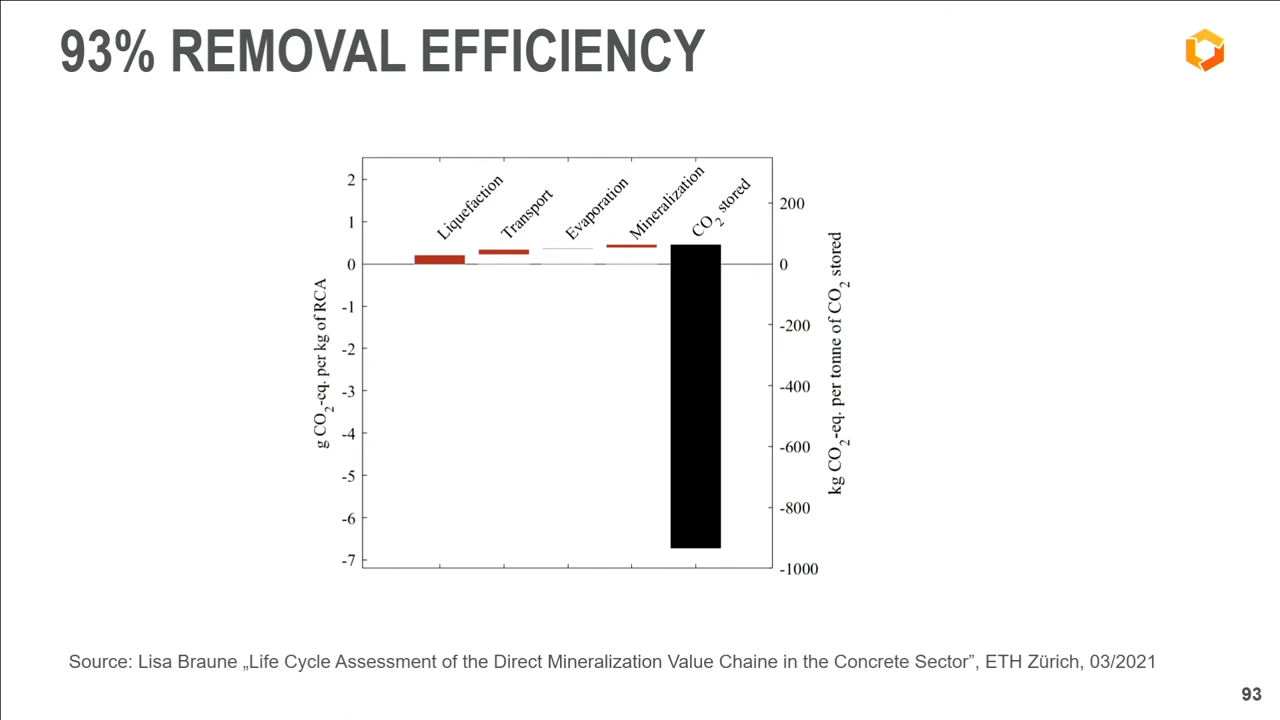 93% REMOVAL EFFICIENCY
Liquefaction
Transport
Evaporation
Mineralization
CO2 stored
2
1
0
-1
-2
-3
-4
-5
-6
-7
g CO2-eq. per kg of RCA
200
0
-200
-400
-600
-800
-1000
kg CO2-eq. per tonne of CO2 stored
Source: Lisa Braune „Life Cycle Assessment of the Direct Mineralization Value Chaine in the Concrete Sector”, ETH Zürich, 03/2021
93